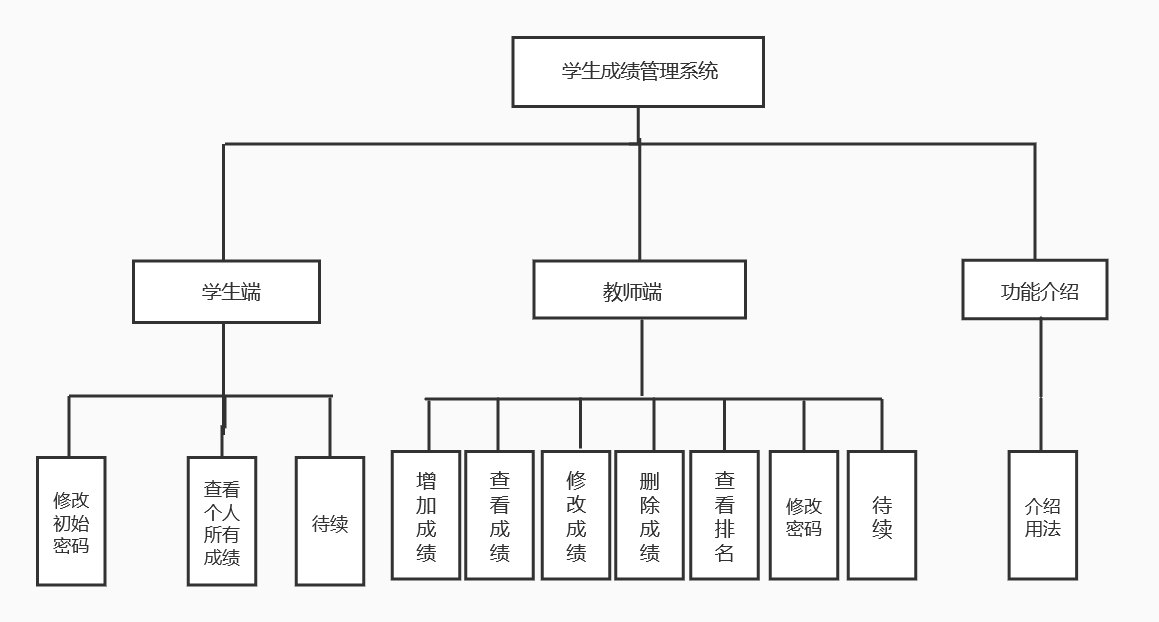 学生成绩管理系统
学生端
教师端
功能介绍
修改
初始
密码
查看
个人
所有
成绩
待续
增
加
成
绩
查
看
成
绩
修
改
成
绩
删
除
成
绩
查
看
排
名
修改
密码
待
续
介绍
用法